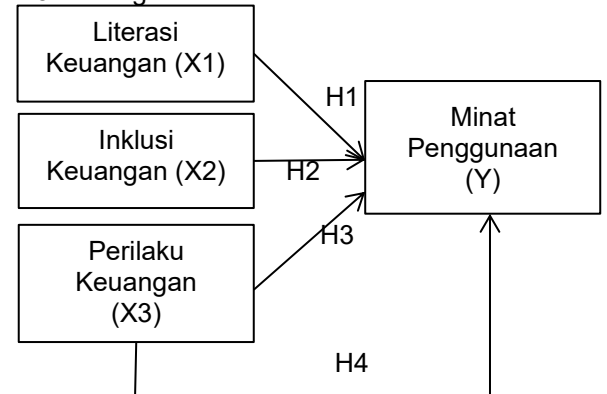 Literasi
Keuangan (X1)
H1
Minat
Penggunaan
(Y)
Inklusi
Keuangan (X2)
H2
H3
Perilaku
Keuangan
(X3)
H4